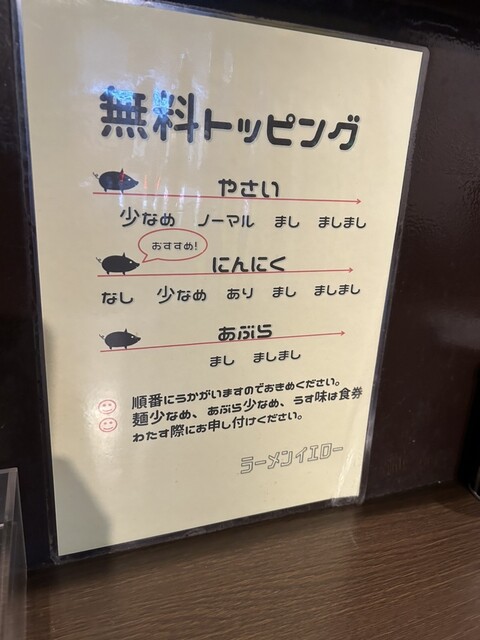 無料トッピング
やさい
少なめ ノーマル まし ましまし
おすすめ!
にんにく
なし 少なめ あり まし ましまし
あぶら
まし ましまし
順番にうかがいますのでおきめください。
麺少なめ、あぶら少なめ、うす味は食券
わたす際にお申し付けください。
ラーメンイエロー